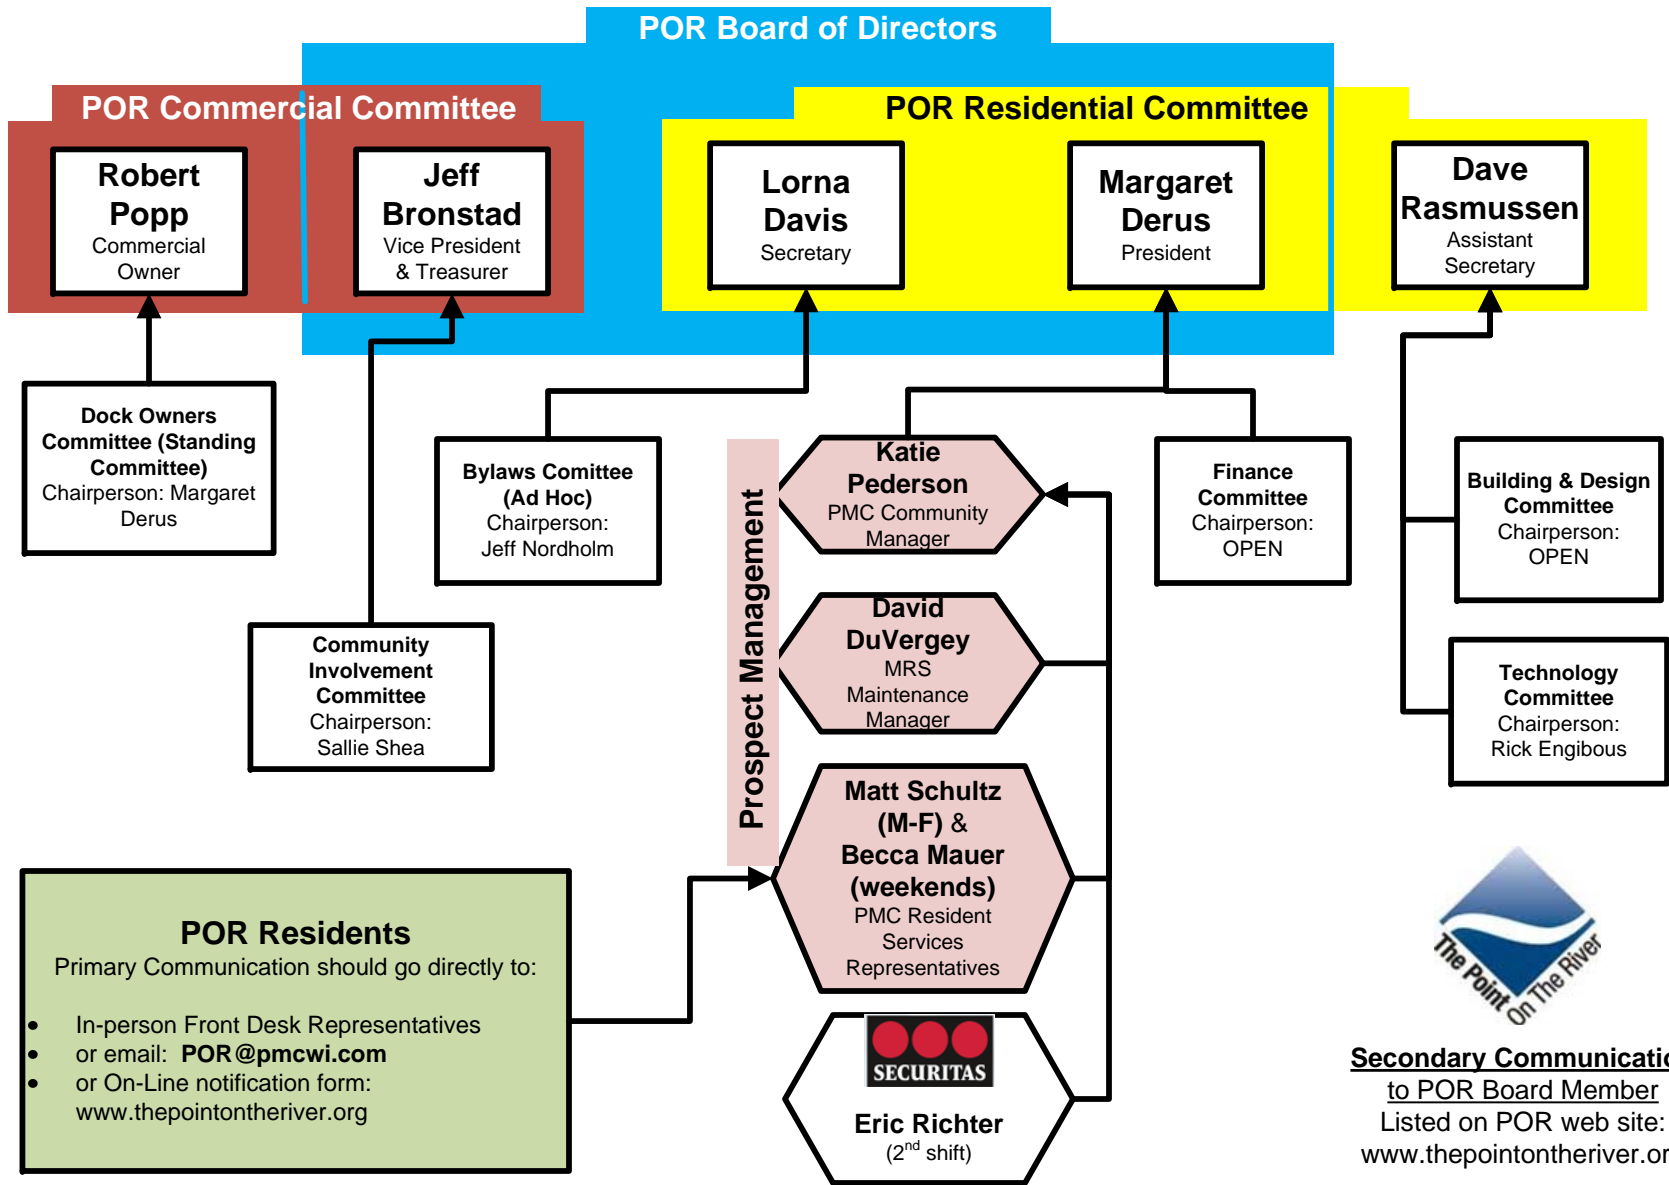 POR Board of Directors
POR Commercial Committee
POR Residential Committee
Robert
Popp
Commercial
Owner
Jeff
Bronstad
Vice President
& Treasurer
Lorna
Davis
Secretary
Margaret
Derus
President
Dave
Rasmussen
Assistant
Secretary
Dock Owners
Committee (Standing
Committee)
Chairperson: Margaret
Derus
Bylaws Comittee
(Ad Hoc)
Chairperson:
Jeff Nordholm
Prospect Management
Katie
Pederson
PMC Community
Manager
Finance
Committee
Chairperson:
OPEN
Building & Design
Committee
Chairperson:
OPEN
Community
Involvement
Committee
Chairperson:
Sallie Shea
David
DuVergey
MRS
Maintenance
Manager
Technology
Committee
Chairperson:
Rick Engibous
Matt Schultz
(M-F) &
Becca Mauer
(weekends)
PMC Resident
Services
Representatives
POR Residents
Primary Communication should go directly to:
• In-person Front Desk Representatives
• or email: POR@pmcwi.com
• or On-Line notification form:
www.thepointontheriver.org
SECURITAS
Eric Richter
(2nd shift)
The Point On The River
Secondary Communicatio
to POR Board Member
Listed on POR web site:
www.thepointontheriver.or